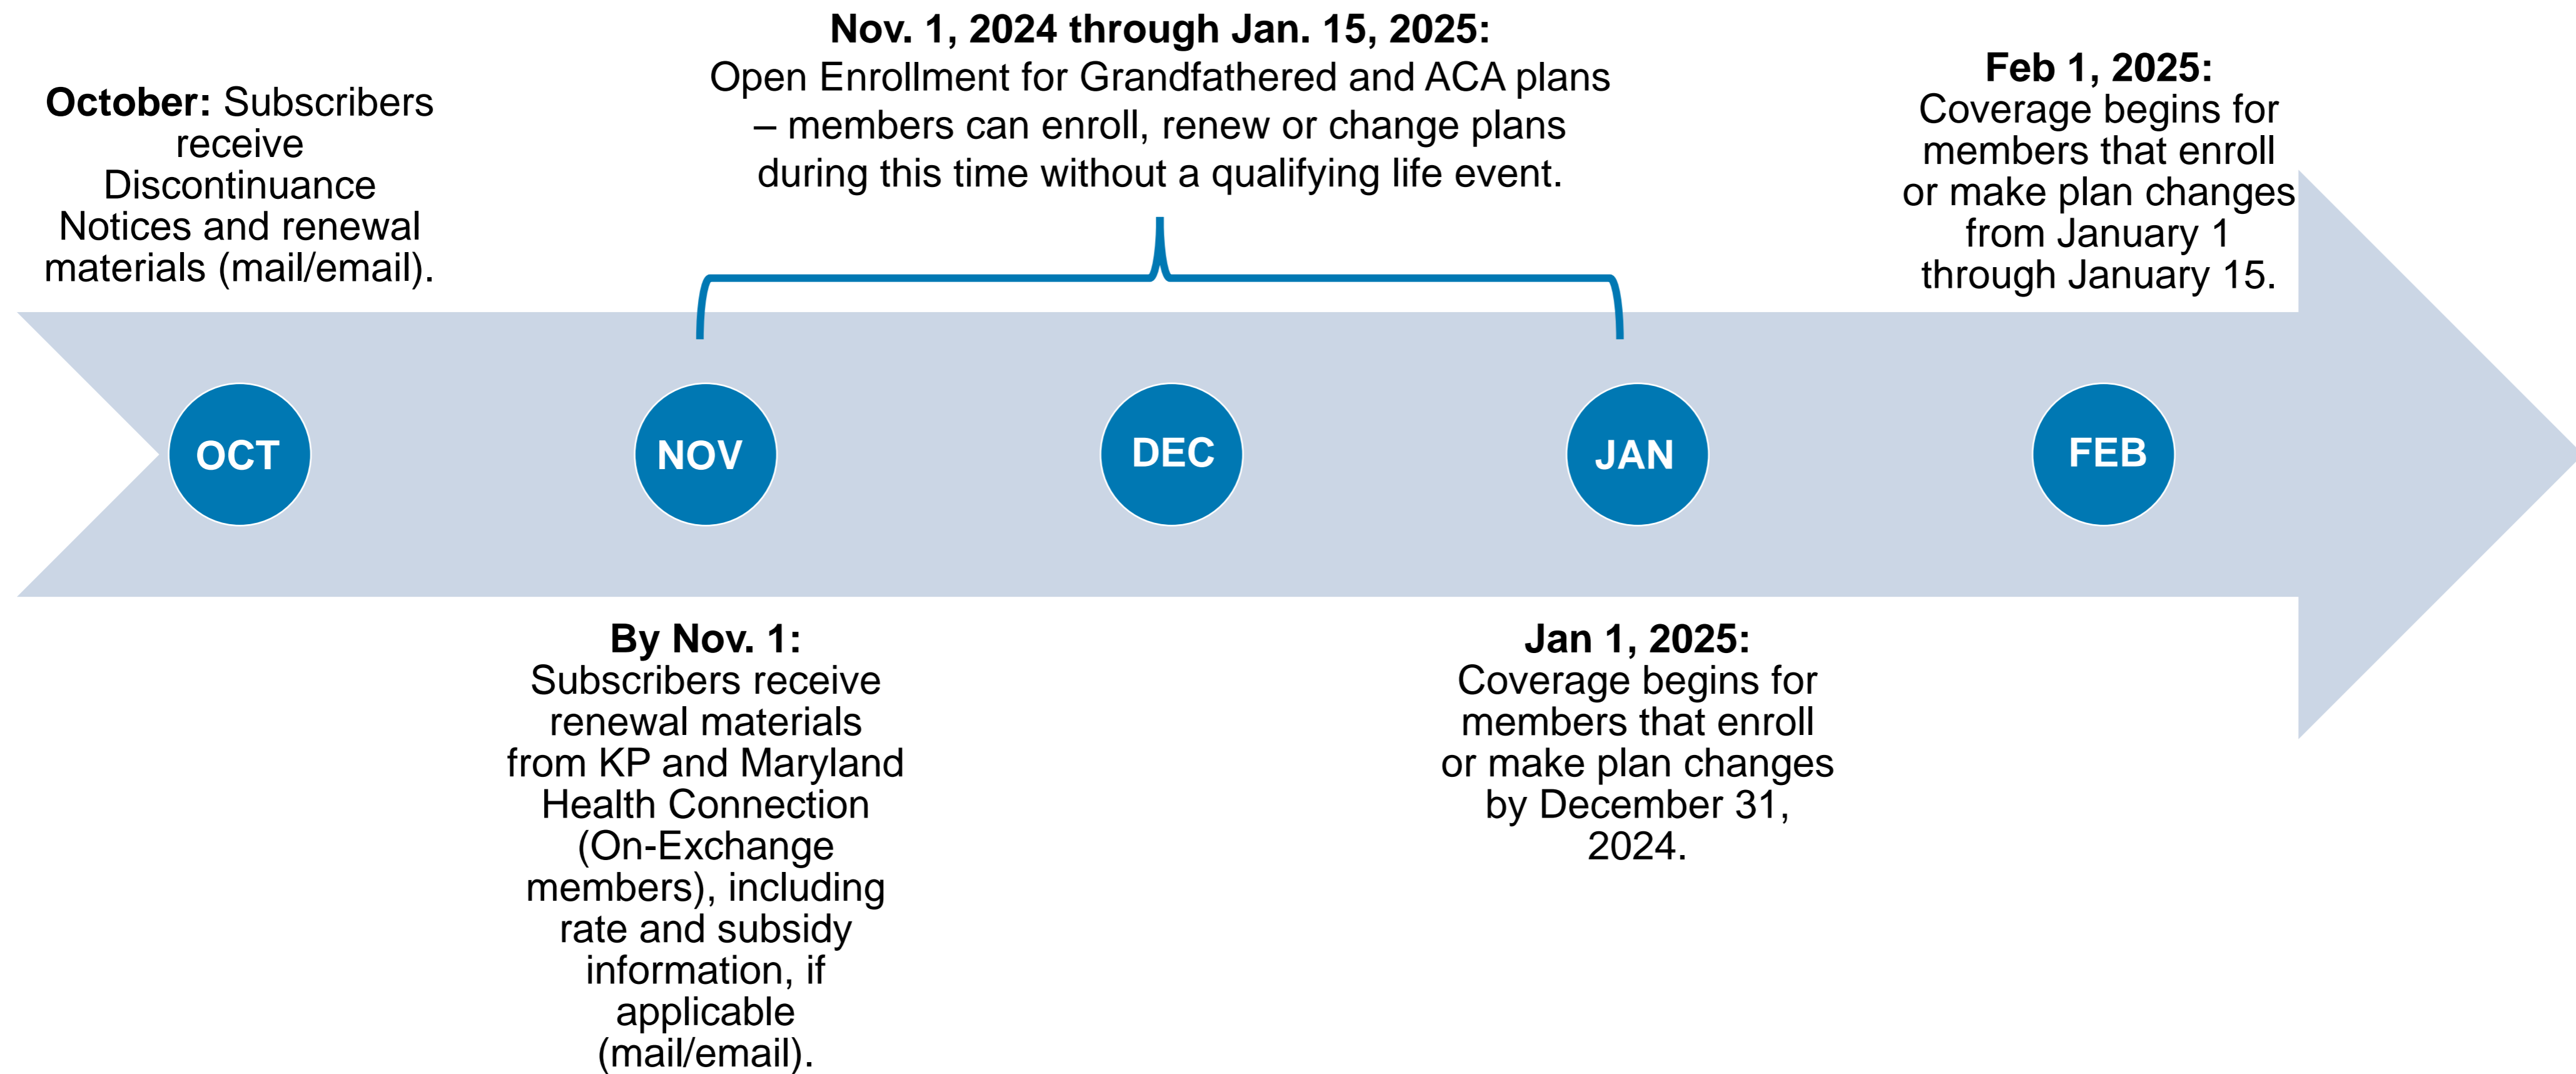 October: Subscribers
receive
Discontinuance
Notices and renewal
materials (mail/email).
Nov. 1, 2024 through Jan. 15, 2025:
Open Enrollment for Grandfathered and ACA plans
– members can enroll, renew or change plans
during this time without a qualifying life event.
Feb 1, 2025:
Coverage begins for
members that enroll
or make plan changes
from January 1
through January 15.
OCT
NOV
DEC
JAN
FEB
By Nov. 1:
Subscribers receive
renewal materials
from KP and Maryland
Health Connection
(On-Exchange
members), including
rate and subsidy
information, if
applicable
(mail/email).
Jan 1, 2025:
Coverage begins for
members that enroll
or make plan changes
by December 31,
2024.